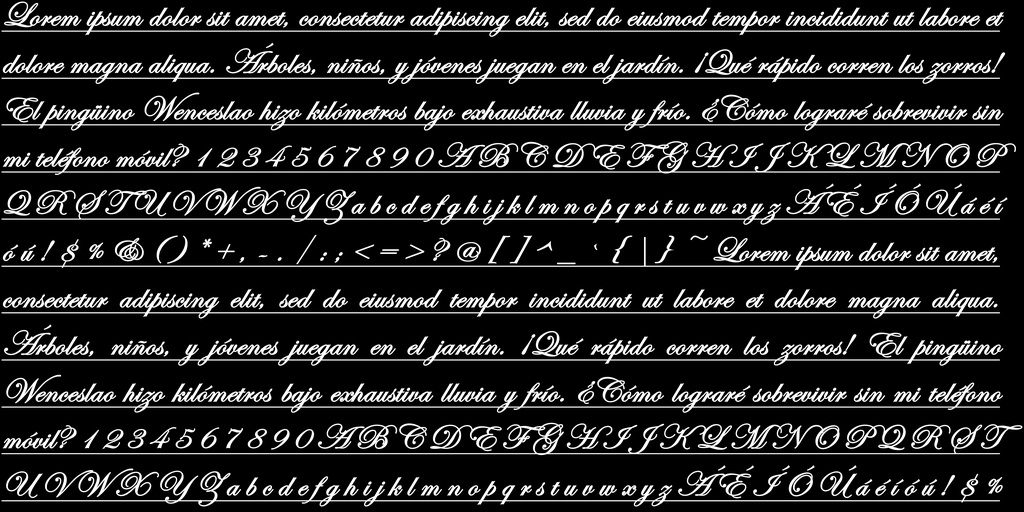 Lorem ipsum dolor sit amet, consectetur adipiscing elit, sed do eiusmod tempor incididunt ut labore et
dolore magna aliqua. Árboles, niños, y jóvenes juegan en el jardín. ¡Qué rápido corren los zorros!
El pingüino Wenceslao hizo kilómetros bajo exhaustiva lluvia y frío. ¿Cómo lograré sobrevivir sin
mi teléfono móvil? 1 2 3 4 5 6 7 8 9 0 A B C D E F G H I J K L M N O P
Q R S T U V W X Y Z a b c d e f g h i j k l m n o p q r s t u v w x y z Á É Í Ó Ú á é í
ó ú ! $ % & ( ) * + , - . / : ; < = > ? @ [ ] ^ _ ` { | } ~ Lorem ipsum dolor sit amet,
consectetur adipiscing elit, sed do eiusmod tempor incididunt ut labore et dolore magna aliqua.
Árboles, niños, y jóvenes juegan en el jardín. ¡Qué rápido corren los zorros! El pingüino
Wenceslao hizo kilómetros bajo exhaustiva lluvia y frío. ¿Cómo lograré sobrevivir sin mi teléfono
móvil? 1 2 3 4 5 6 7 8 9 0 A B C D E F G H I J K L M N O P Q R S T
U V W X Y Z a b c d e f g h i j k l m n o p q r s t u v w x y z Á É Í Ó Ú á é í ó ú ! $ %